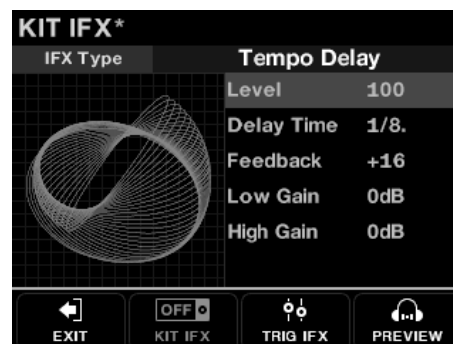 KIT IFX*
IFX Type Tempo Delay
Level 100
Delay Time 1/8.
Feedback +16
Low Gain 0dB
High Gain 0dB
EXIT
OFF
KIT IFX
TRIG IFX
PREVIEW